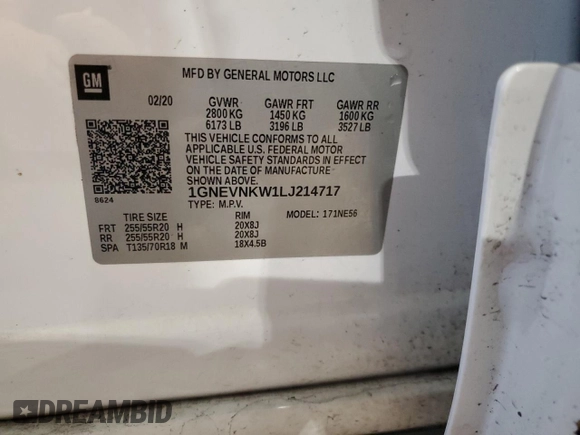 GM
MFD BY GENERAL MOTORS LLC
02/20 GVWR GAWR FRT GAWR RR
2800 KG 1450 KG 1600 KG
6173 LB 3196 LB 3527 LB
THIS VEHICLE CONFORMS TO ALL
APPLICABLE U.S. FEDERAL MOTOR
VEHICLE SAFETY STANDARDS IN EFFECT
ON THE DATE OF MANUFACTURE
SHOWN ABOVE.
1GNEVNKW1LJ214717
8624
TYPE: M.P.V. MODEL: 171NE56
TIRE SIZE RIM
FRT 255/55R20 H 20X8J
RR 255/55R20 H 20X8J
SPA T135/70R18 M 18X4.5B
DREAMBID